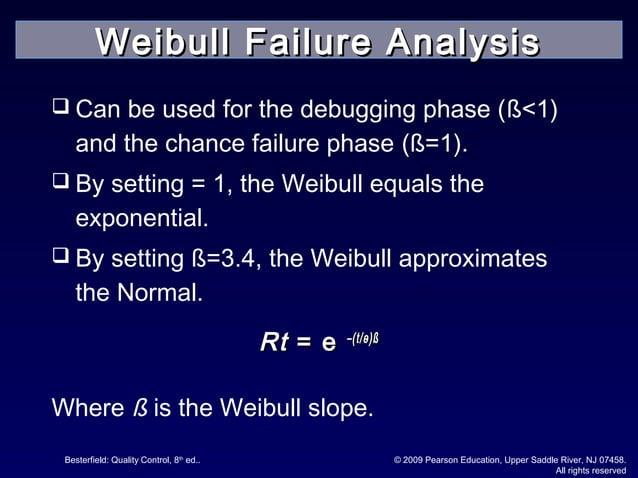 Weibull Failure Analysis
❑ Can be used for the debugging phase (ß<1)
and the chance failure phase (ß=1).
❑ By setting = 1, the Weibull equals the
exponential.
❑ By setting ß=3.4, the Weibull approximates
the Normal.
Rt = e –(t/ө)ß
Where ß is the Weibull slope.
Besterfield: Quality Control, 8th ed.. © 2009 Pearson Education, Upper Saddle River, NJ 07458.
All rights reserved